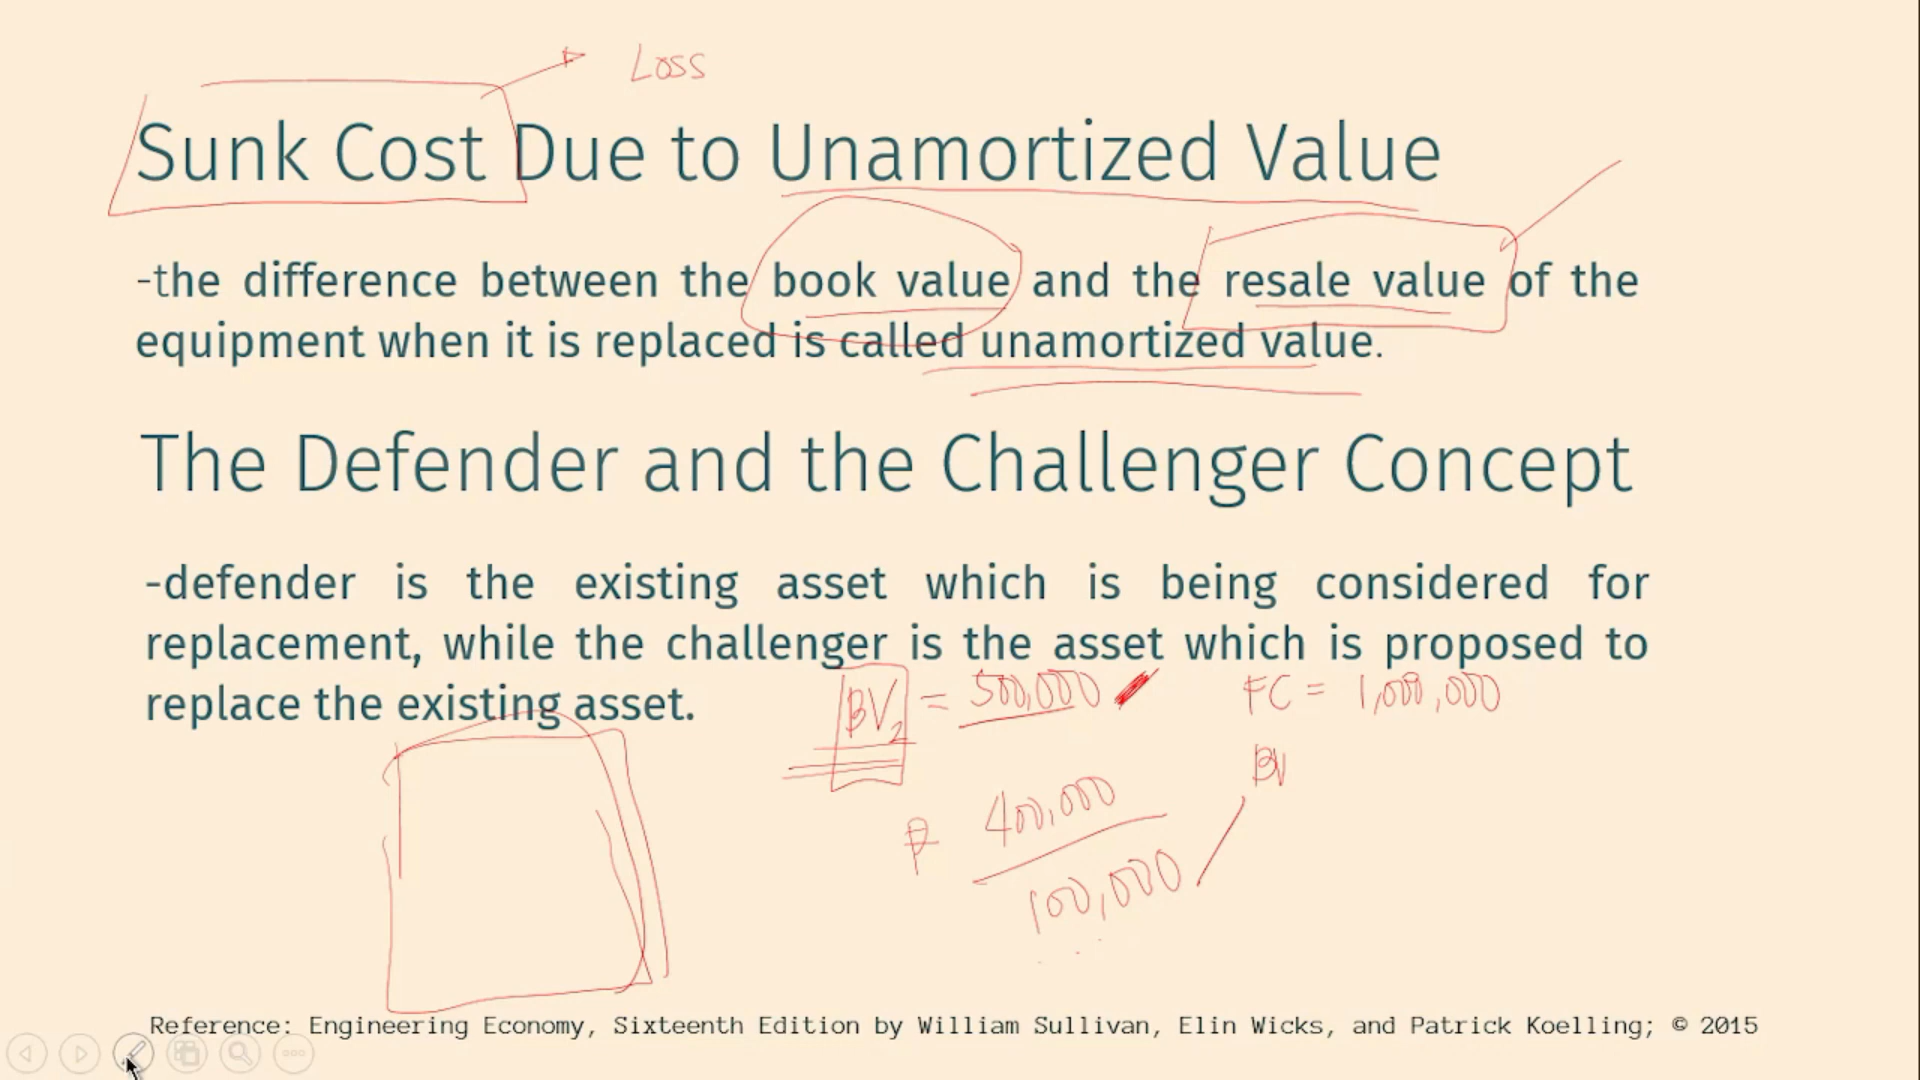 Loss
Sunk Cost Due to Unamortized Value
-the difference between the book value and the resale value of the
equipment when it is replaced is called unamortized value.
The Defender and the Challenger Concept
-defender is the existing asset which is being considered for
replacement, while the challenger is the asset which is proposed to
replace the existing asset.
BV2 = 500,000
FC = 1,000,000
BV
₱ 400,000
100,000
Reference: Engineering Economy, Sixteenth Edition by William Sullivan, Elin Wicks, and Patrick Koelling; © 2015